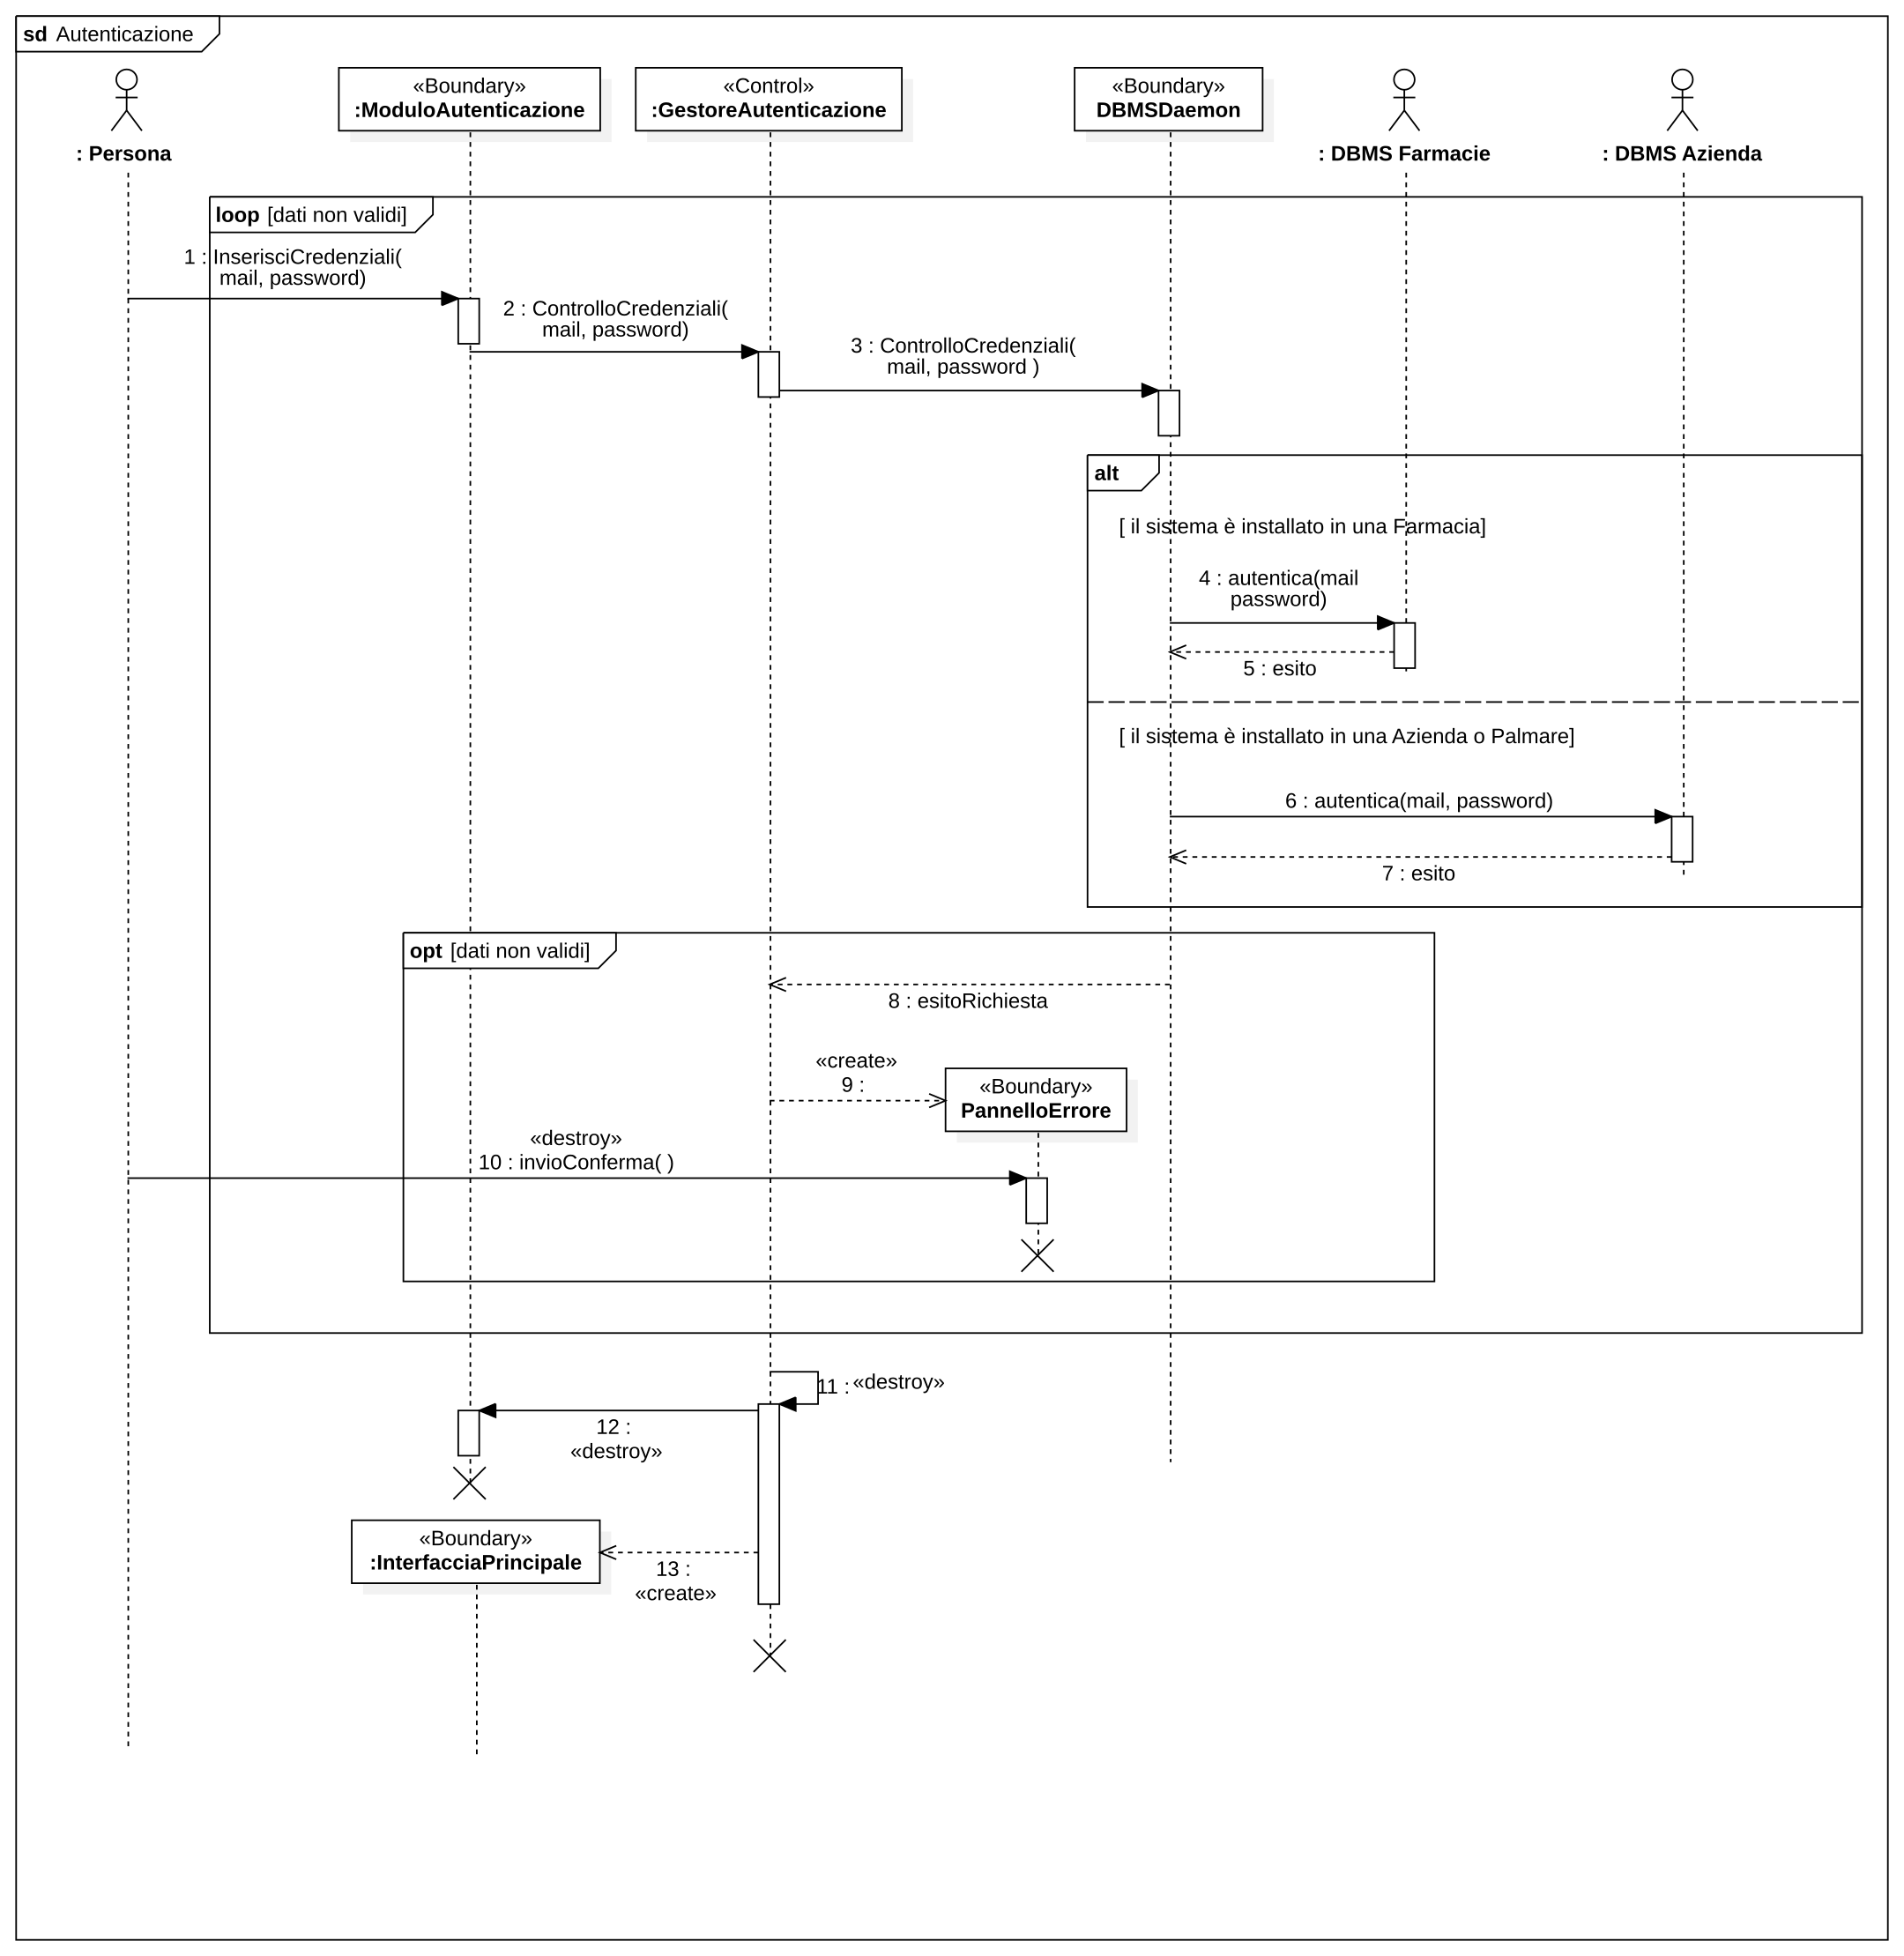 sd Autenticazione
: Persona
«Boundary»
:ModuloAutenticazione
«Control»
:GestoreAutenticazione
«Boundary»
DBMSDaemon
: DBMS Farmacie
: DBMS Azienda
loop [dati non validi]
1 : InserisciCredenziali(
mail, password)
2 : ControlloCredenziali(
mail, password)
3 : ControlloCredenziali(
mail, password )
alt
[ il sistema è installato in una Farmacia]
4 : autentica(mail
password)
5 : esito
[ il sistema è installato in una Azienda o Palmare]
6 : autentica(mail, password)
7 : esito
opt [dati non validi]
8 : esitoRichiesta
«create»
9 :
«Boundary»
PannelloErrore
«destroy»
10 : invioConferma( )
11 : «destroy»
12 :
«destroy»
«Boundary»
:InterfacciaPrincipale
13 :
«create»